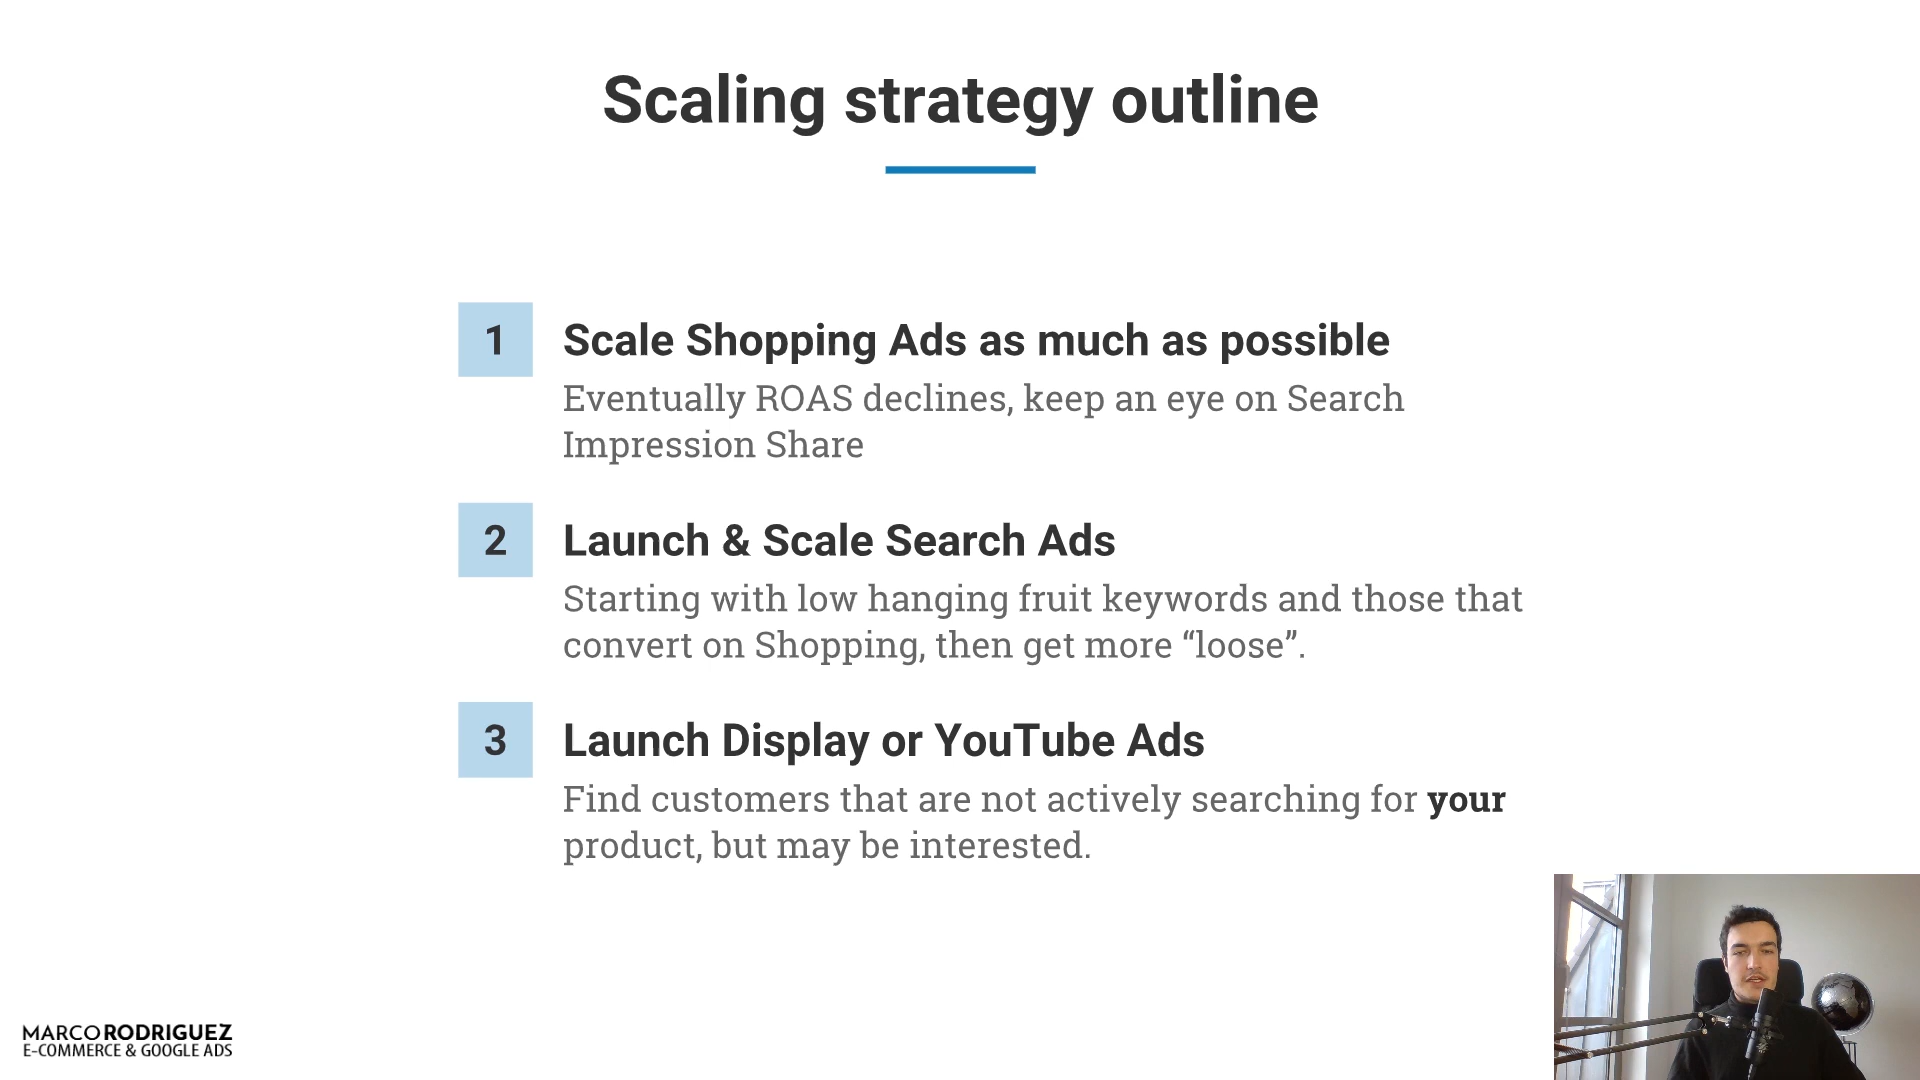 Scaling strategy outline
1
Scale Shopping Ads as much as possible
Eventually ROAS declines, keep an eye on Search
Impression Share
2
Launch & Scale Search Ads
Starting with low hanging fruit keywords and those that
convert on Shopping, then get more “loose”.
3
Launch Display or YouTube Ads
Find customers that are not actively searching for your
product, but may be interested.
MARCO RODRIGUEZ
E-COMMERCE & GOOGLE ADS